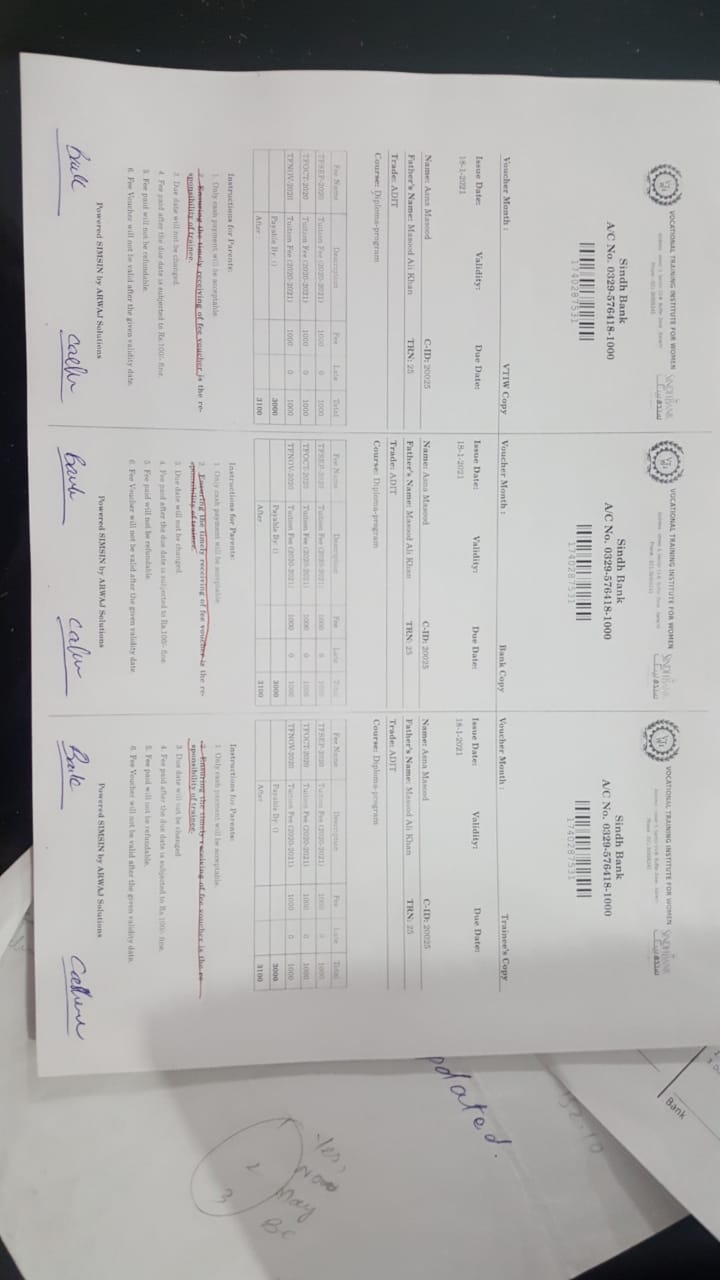 VOCATIONAL TRAINING INSTITUTE FOR WOMEN
SINDHBANK
Sindh Bank
A/C No. 0329-576418-1000
1740287531
VTIW Copy
Voucher Month :
Issue Date: Validity: Due Date:
18-1-2021
Name: Asna Masood C-ID: 20025
Father's Name: Masood Ali Khan TRN: 25
Trade: ADIT
Course: Diploma-program
Fee Name Description Fee Late Total
TFSEP-2020 Tuition Fee (2020-2021) 1000 0 1000
TFOCT-2020 Tuition Fee (2020-2021) 1000 0 1000
TFNOV-2020 Tuition Fee (2020-2021) 1000 0 1000
Payable By: () 3000
After 3100
Instructions for Parents:
1. Only cash payment will be acceptable.
2. Ensuring the timely receiving of fee voucher is the re-
sponsibility of trainee.
3. Due date will not be changed.
4. Fee paid after the due date is subjected to Rs.100/- fine.
5. Fee paid will not be refundable.
6. Fee Voucher will not be valid after the given validity date.
Powered SIMSIN by ARWAJ Solutions
VOCATIONAL TRAINING INSTITUTE FOR WOMEN
SINDHBANK
Sindh Bank
A/C No. 0329-576418-1000
1740287531
Bank Copy
Voucher Month :
Issue Date: Validity: Due Date:
18-1-2021
Name: Asna Masood C-ID: 20025
Father's Name: Masood Ali Khan TRN: 25
Trade: ADIT
Course: Diploma-program
Fee Name Description Fee Late Total
TFSEP-2020 Tuition Fee (2020-2021) 1000 0 1000
TFOCT-2020 Tuition Fee (2020-2021) 1000 0 1000
TFNOV-2020 Tuition Fee (2020-2021) 1000 0 1000
Payable By: () 3000
After 3100
Instructions for Parents:
1. Only cash payment will be acceptable.
2. Ensuring the timely receiving of fee voucher is the re-
sponsibility of trainee.
3. Due date will not be changed.
4. Fee paid after the due date is subjected to Rs.100/- fine.
5. Fee paid will not be refundable.
6. Fee Voucher will not be valid after the given validity date.
Powered SIMSIN by ARWAJ Solutions
Bank
VOCATIONAL TRAINING INSTITUTE FOR WOMEN
SINDHBANK
Sindh Bank
A/C No. 0329-576418-1000
1740287531
Trainee's Copy
Voucher Month :
Issue Date: Validity: Due Date:
18-1-2021
Name: Asna Masood C-ID: 20025
Father's Name: Masood Ali Khan TRN: 25
Trade: ADIT
Course: Diploma-program
Fee Name Description Fee Late Total
TFSEP-2020 Tuition Fee (2020-2021) 1000 0 1000
TFOCT-2020 Tuition Fee (2020-2021) 1000 0 1000
TFNOV-2020 Tuition Fee (2020-2021) 1000 0 1000
Payable By: () 3000
After 3100
Instructions for Parents:
1. Only cash payment will be acceptable.
2. Ensuring the timely receiving of fee voucher is the re-
sponsibility of trainee.
3. Due date will not be changed.
4. Fee paid after the due date is subjected to Rs.100/- fine.
5. Fee paid will not be refundable.
6. Fee Voucher will not be valid after the given validity date.
Powered SIMSIN by ARWAJ Solutions
Bank
pdated.
Bank
2
3
may